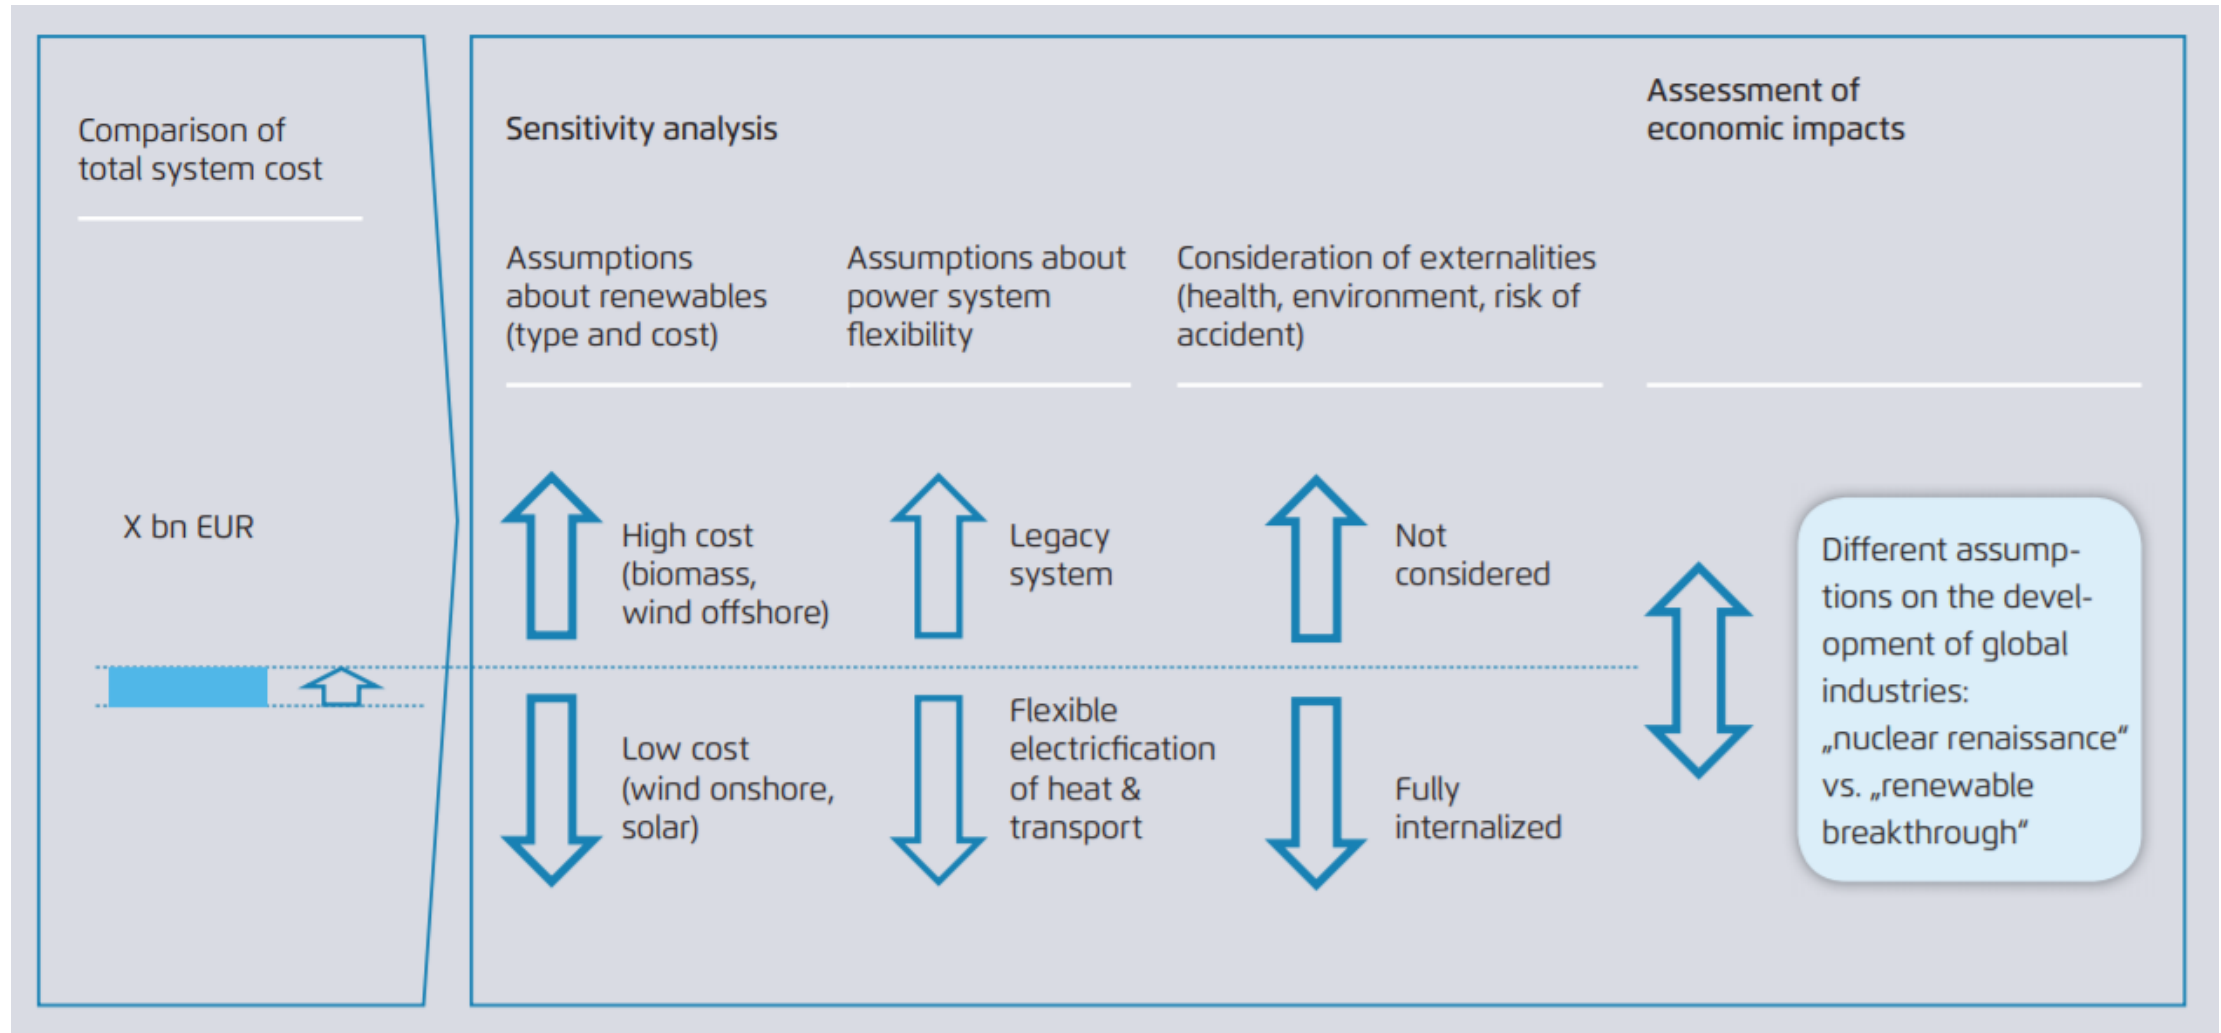 Comparison of
total system cost
X bn EUR
Sensitivity analysis
Assumptions
about renewables
(type and cost)
Assumptions about
power system
flexibility
Consideration of externalities
(health, environment, risk of
accident)
Assessment of
economic impacts
High cost
(biomass,
wind offshore)
Legacy
system
Not
considered
Low cost
(wind onshore,
solar)
Flexible
electricfication
of heat &
transport
Fully
internalized
Different assump-
tions on the devel-
opment of global
industries:
„nuclear renaissance“
vs. „renewable
breakthrough“